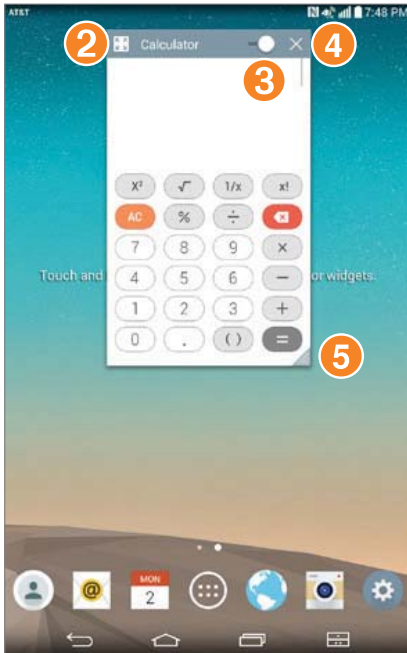 AT&T 7:48 PM
2 Calculator 4
3
X² √ 1/x x!
AC % ÷
7 8 9 ×
Touch and 4 5 6 − or widgets.
1 2 3 +
0 . ( ) =
5
@ MON
2